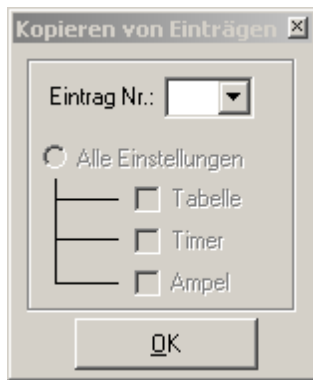 Kopieren von Einträgen
Eintrag Nr.:
Alle Einstellungen
Tabelle
Timer
Ampel
OK